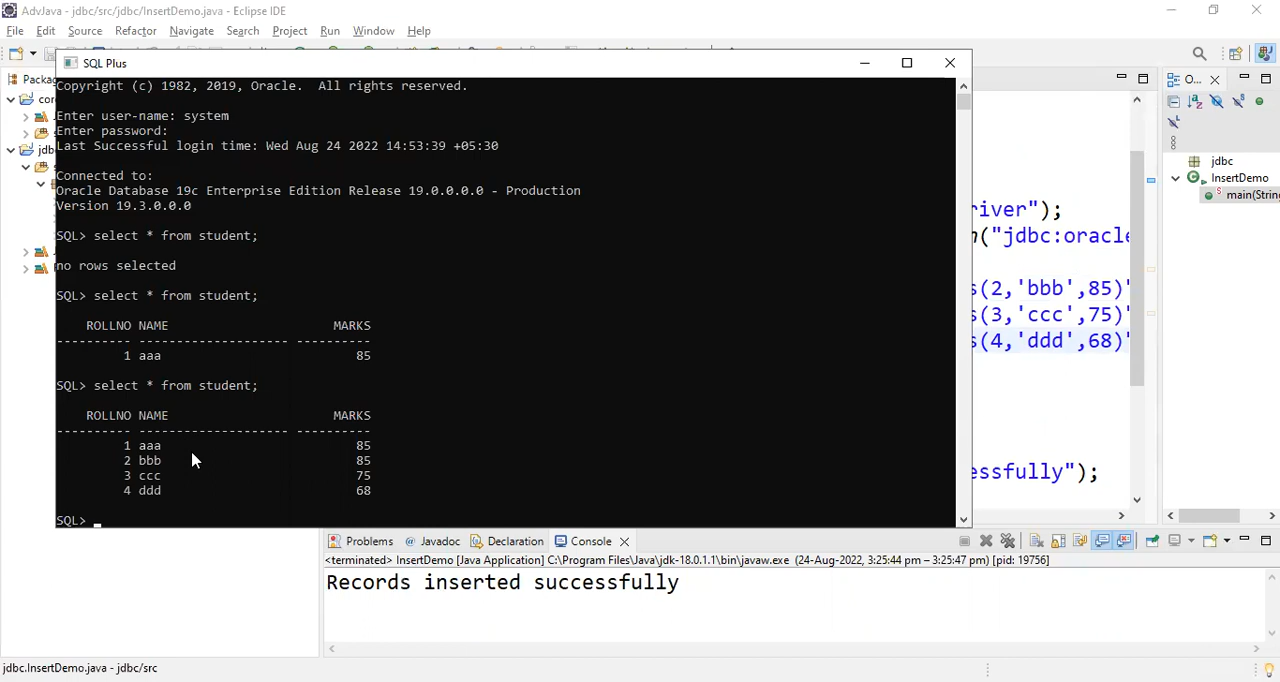 AdvJava - jdbc/src/jdbc/InsertDemo.java - Eclipse IDE
File Edit Source Refactor Navigate Search Project Run Window Help
SQL Plus
Copyright (c) 1982, 2019, Oracle.  All rights reserved.
Enter user-name: system
Enter password:
Last Successful login time: Wed Aug 24 2022 14:53:39 +05:30
Connected to:
Oracle Database 19c Enterprise Edition Release 19.0.0.0.0 - Production
Version 19.3.0.0.0
SQL> select * from student;
no rows selected
SQL> select * from student;
ROLLNO NAME MARKS
---------- -------------------- ----------
1 aaa 85
SQL> select * from student;
ROLLNO NAME MARKS
---------- -------------------- ----------
1 aaa 85
2 bbb 85
3 ccc 75
4 ddd 68
SQL>
river");
("jdbc:oracle
(2,'bbb',85)"
(3,'ccc',75)"
(4,'ddd',68)"
essfully");
O...
jdbc
InsertDemo
main(String
Problems @ Javadoc Declaration Console
<terminated> InsertDemo [Java Application] C:\Program Files\Java\jdk-18.0.1.1\bin\javaw.exe (24-Aug-2022, 3:25:44 pm – 3:25:47 pm) [pid: 19756]
Records inserted successfully
jdbc.InsertDemo.java - jdbc/src